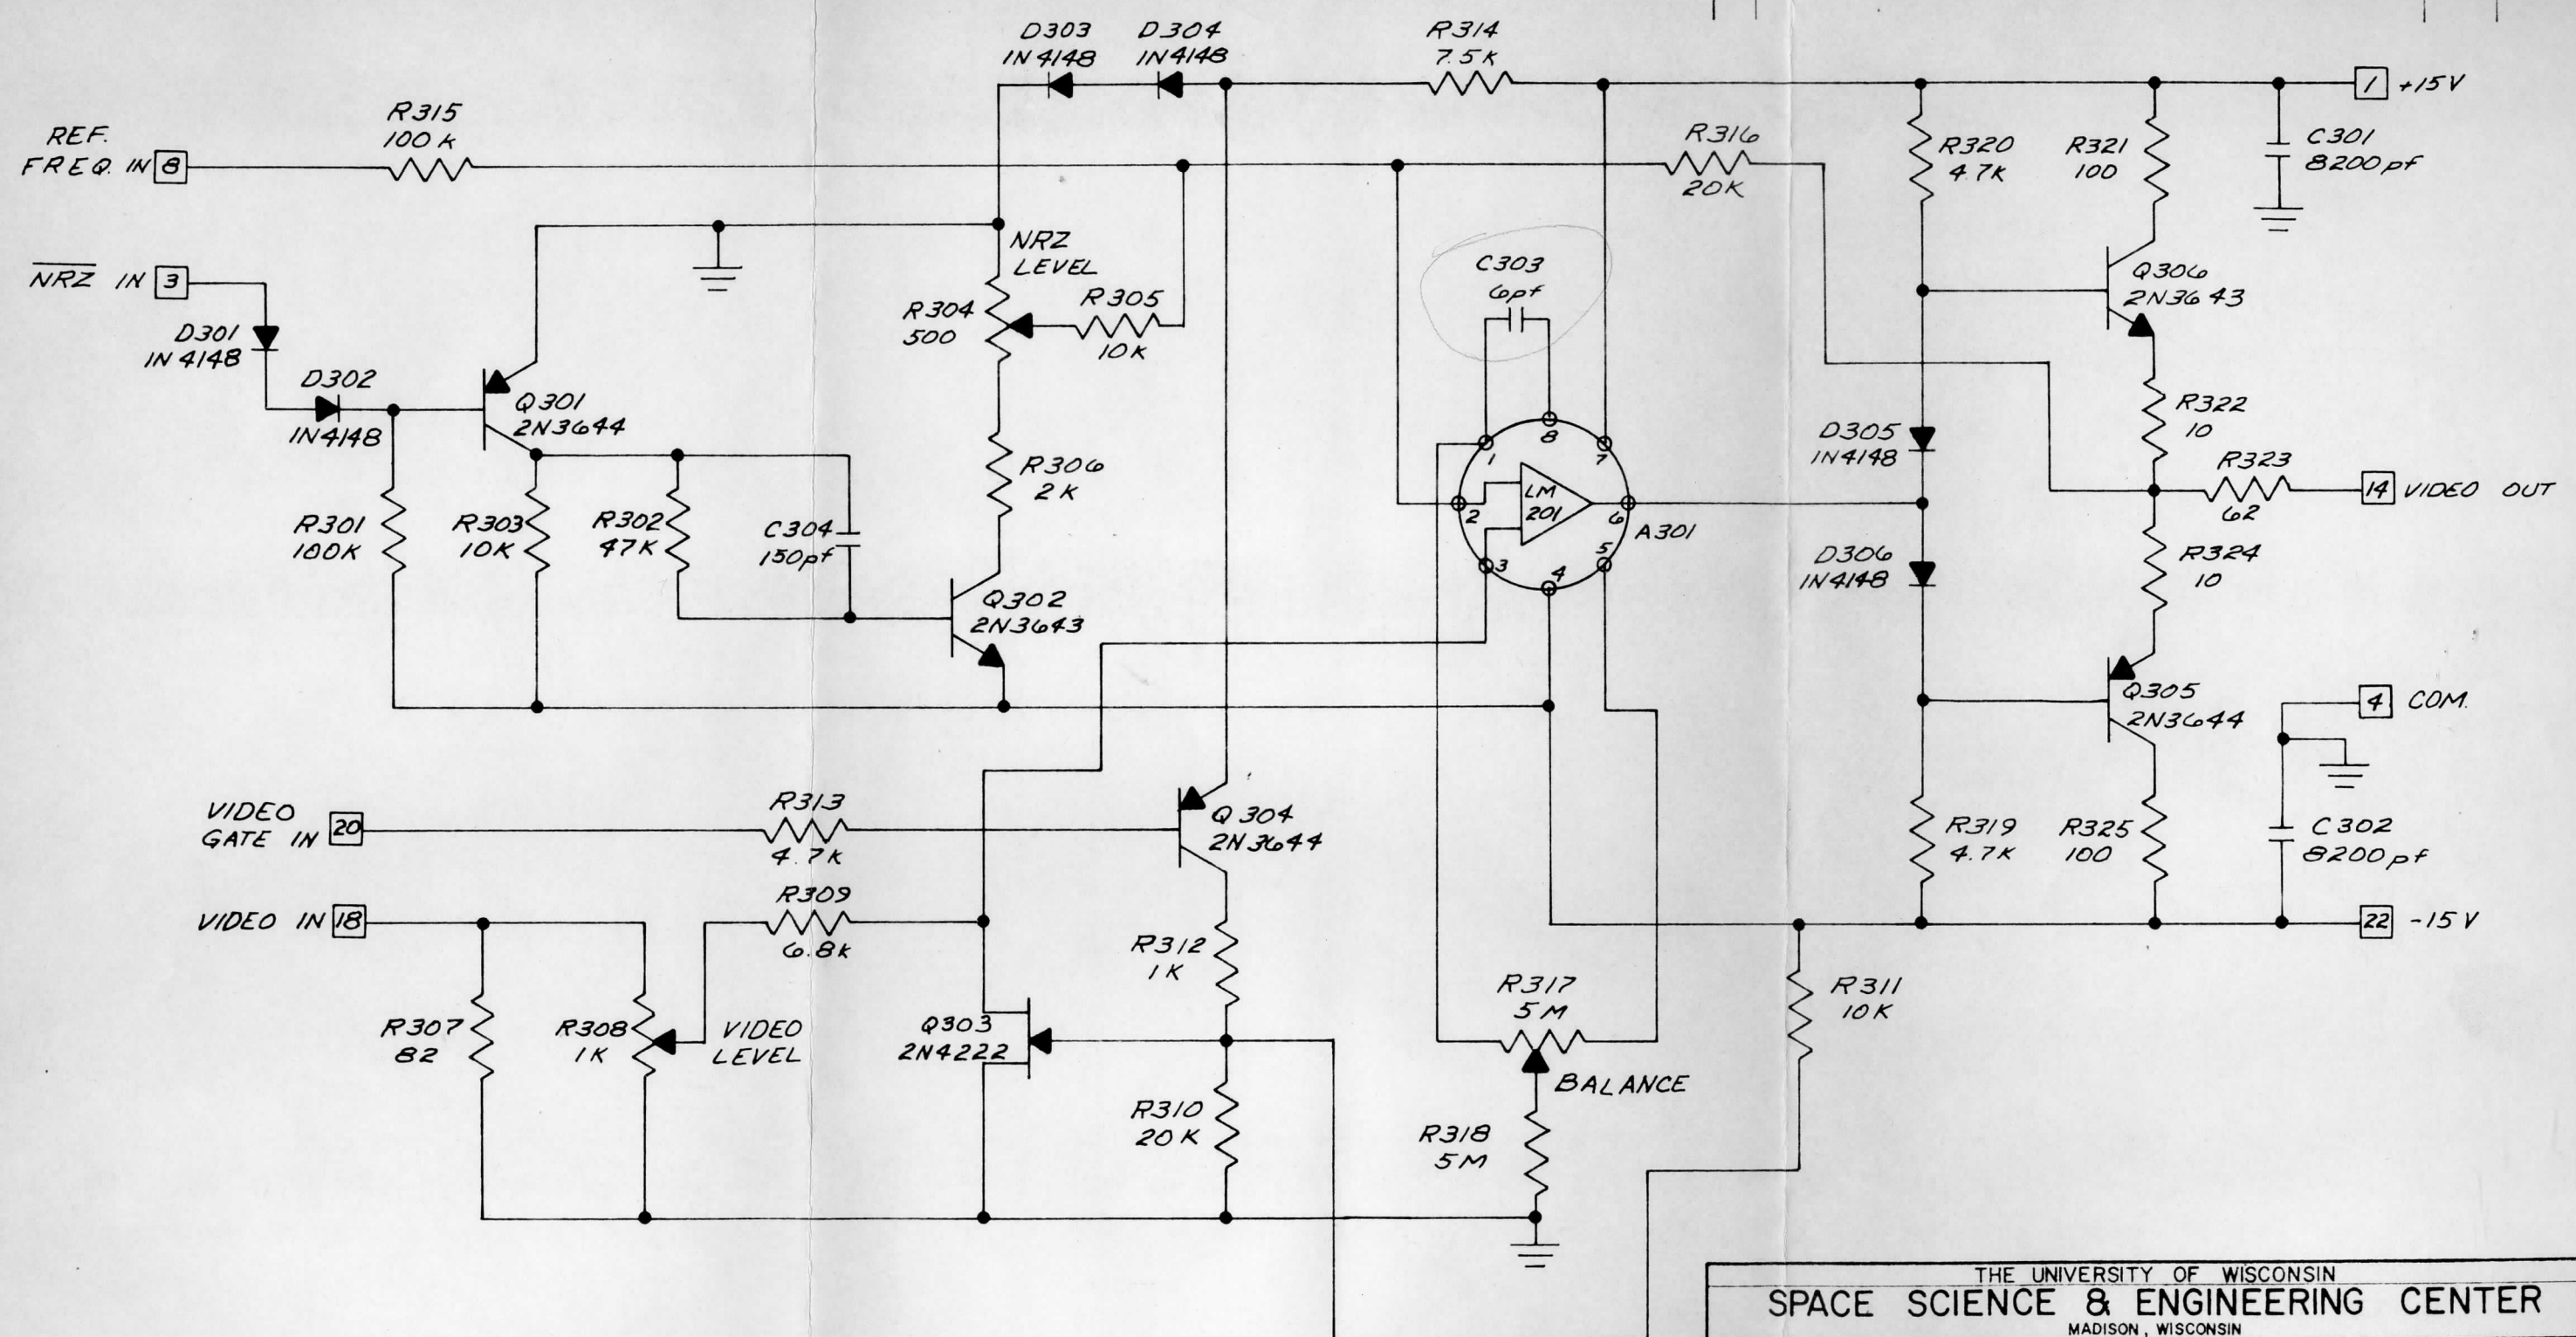 D303
1N4148
D304
1N4148
R314
7.5K
1
+15V
R315
100K
REF.
FREQ. IN 8
R316
20K
R320
4.7K
R321
100
C301
8200pf
NRZ IN 3
NRZ
LEVEL
R304
500
R305
10K
C303
6pf
Q306
2N3643
D301
1N4148
D302
1N4148
Q301
2N3644
R322
10
R306
2K
D305
1N4148
R323
62
14 VIDEO OUT
1
8
7
2
LM
201
6
3
4
5
A301
R301
100K
R303
10K
R302
47K
C304
150pf
D306
1N4148
R324
10
Q302
2N3643
Q305
2N3644
4 COM.
VIDEO
GATE IN 20
R313
4.7K
Q304
2N3644
R319
4.7K
R325
100
C302
8200pf
VIDEO IN 18
R309
6.8K
R312
1K
22 -15V
R317
5M
R311
10K
R307
82
R308
1K
VIDEO
LEVEL
Q303
2N4222
BALANCE
R310
20K
R318
5M
THE UNIVERSITY OF WISCONSIN
SPACE SCIENCE & ENGINEERING CENTER
MADISON, WISCONSIN